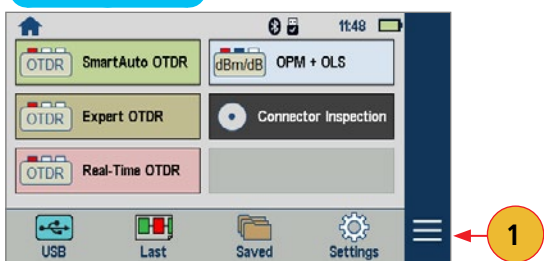 11:48
OTDR SmartAuto OTDR
dBm/dB OPM + OLS
OTDR Expert OTDR
Connector Inspection
OTDR Real-Time OTDR
USB Last Saved Settings
1